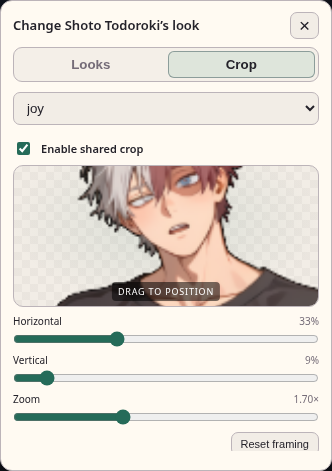 Change Shoto Todoroki's look
×
Looks
Crop
joy
Enable shared crop
DRAG TO POSITION
Horizontal 33%
Vertical 9%
Zoom 1.70×
Reset framing